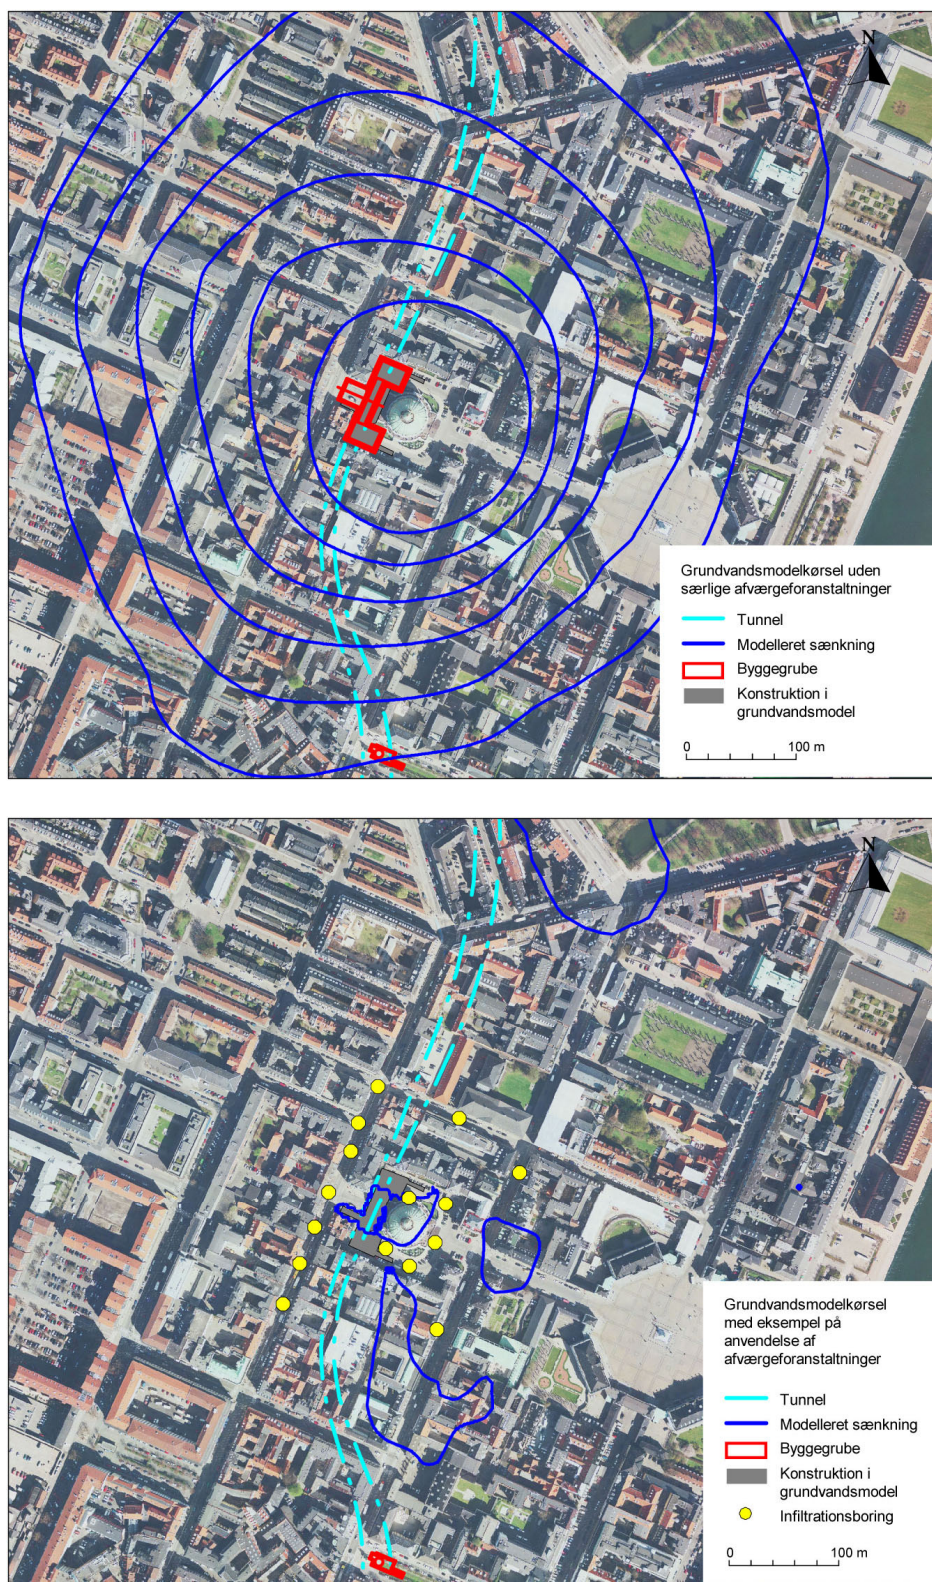 N
Grundvandsmodelkørsel uden
særlige afværgeforanstaltninger
Tunnel
Modelleret sænkning
Byggegrube
Konstruktion i
grundvandsmodel
0 100 m
N
Grundvandsmodelkørsel
med eksempel på
anvendelse af
afværgeforanstaltninger
Tunnel
Modelleret sænkning
Byggegrube
Konstruktion i
grundvandsmodel
Infiltrationsboring
0 100 m